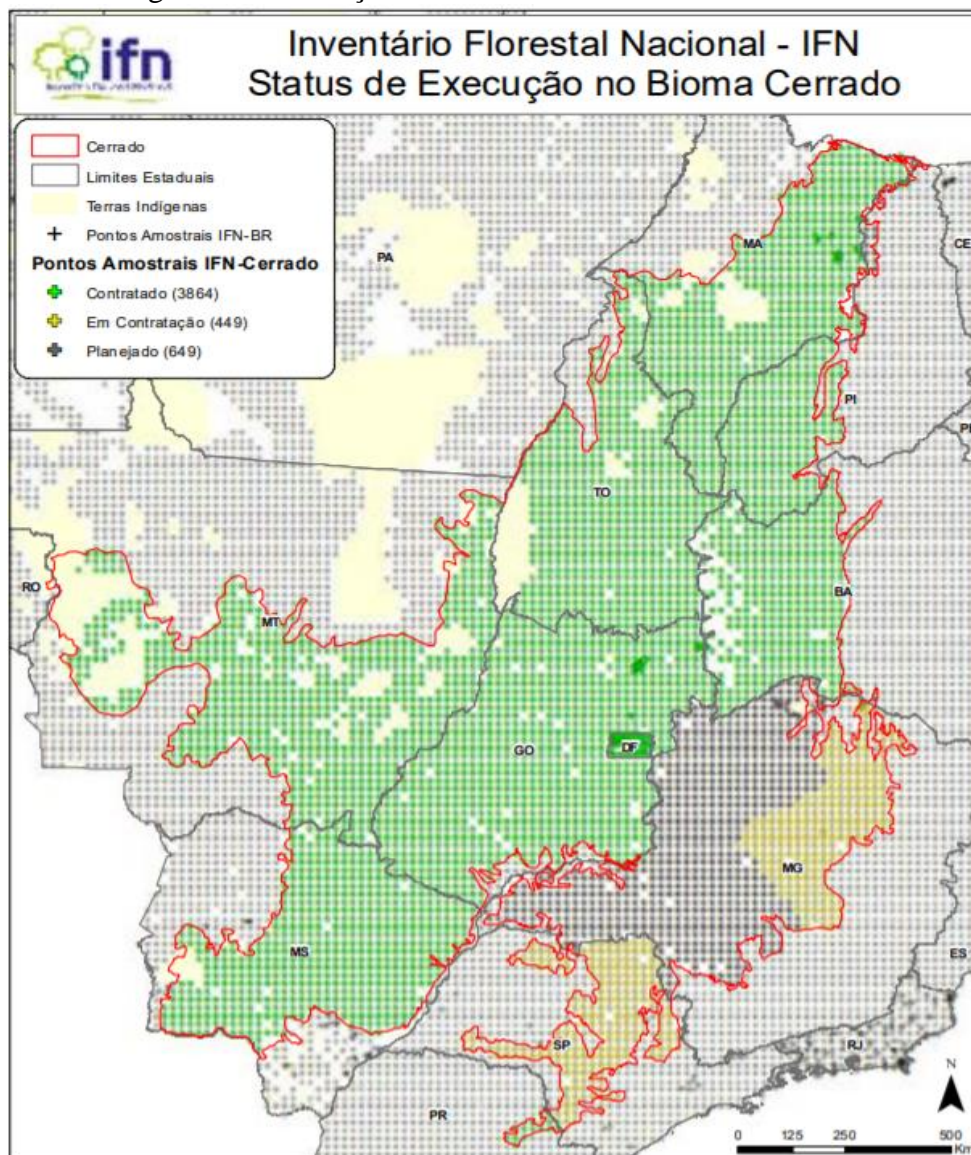 ifn
Inventário Florestal Nacional - IFN
Status de Execução no Bioma Cerrado
Cerrado
Limites Estaduais
Terras Indígenas
Pontos Amostrais IFN-BR
Pontos Amostrais IFN-Cerrado
Contratado (3864)
Em Contratação (449)
Planejado (649)
PA
MA
CE
PI
TO
RO
MT
BA
GO
DF
MG
MS
ES
SP
RJ
PR
N
0 125 250 500
Km